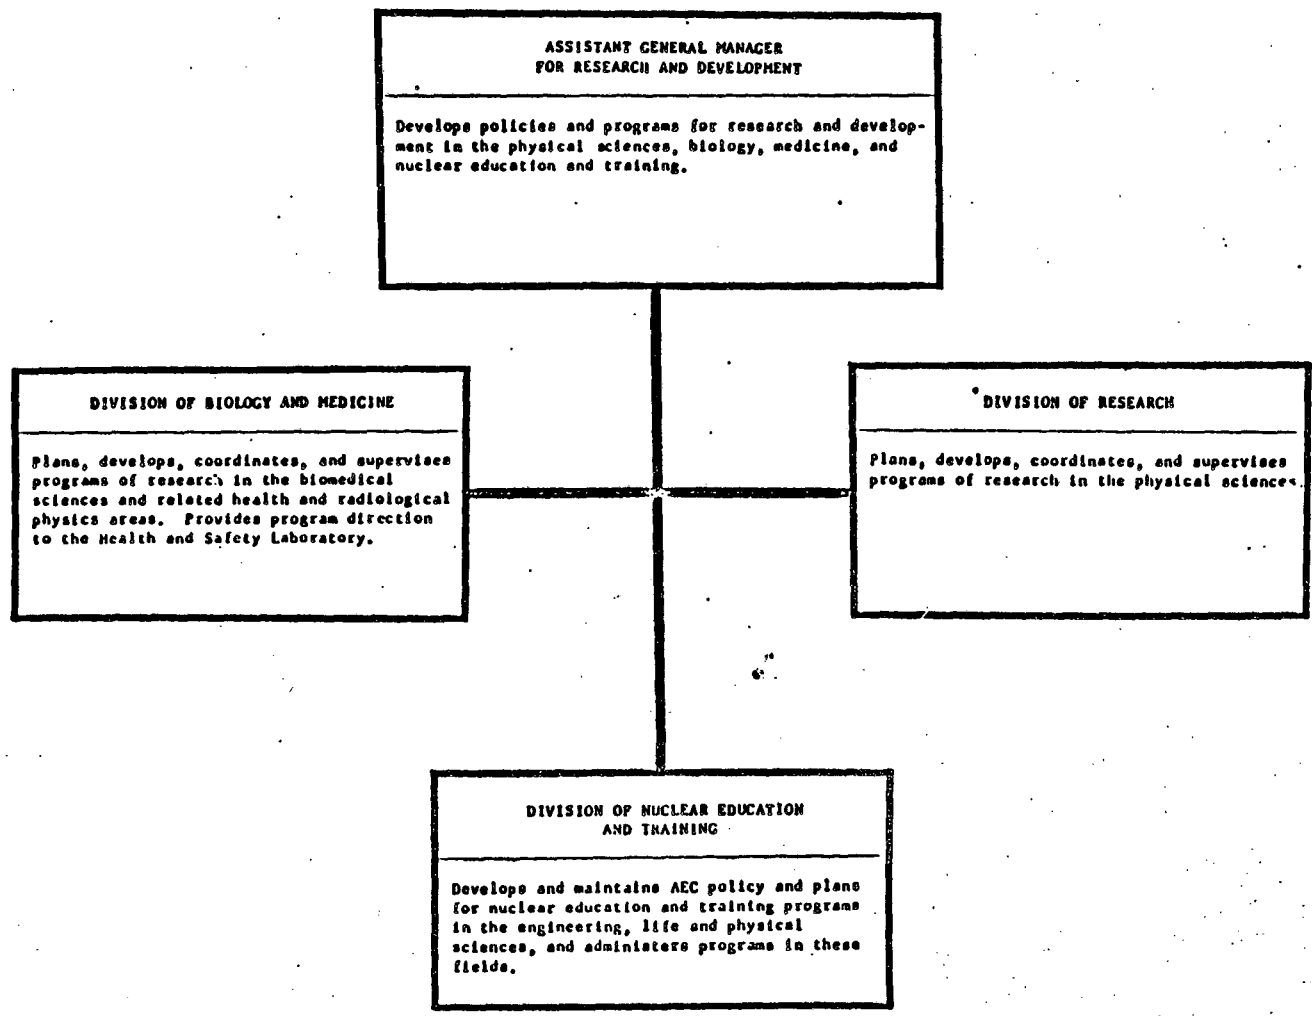 ASSISTANT GENERAL MANAGER
FOR RESEARCH AND DEVELOPMENT
Develops policies and programs for research and develop-
ment in the physical sciences, biology, medicine, and
nuclear education and training.
DIVISION OF BIOLOGY AND MEDICINE
Plans, develops, coordinates, and supervises
programs of research in the biomedical
sciences and related health and radiological
physics areas. Provides program direction
to the Health and Safety Laboratory.
DIVISION OF RESEARCH
Plans, develops, coordinates, and supervises
programs of research in the physical sciences.
DIVISION OF NUCLEAR EDUCATION
AND TRAINING
Develops and maintains AEC policy and plans
for nuclear education and training programs
in the engineering, life and physical
sciences, and administers programs in these
fields.